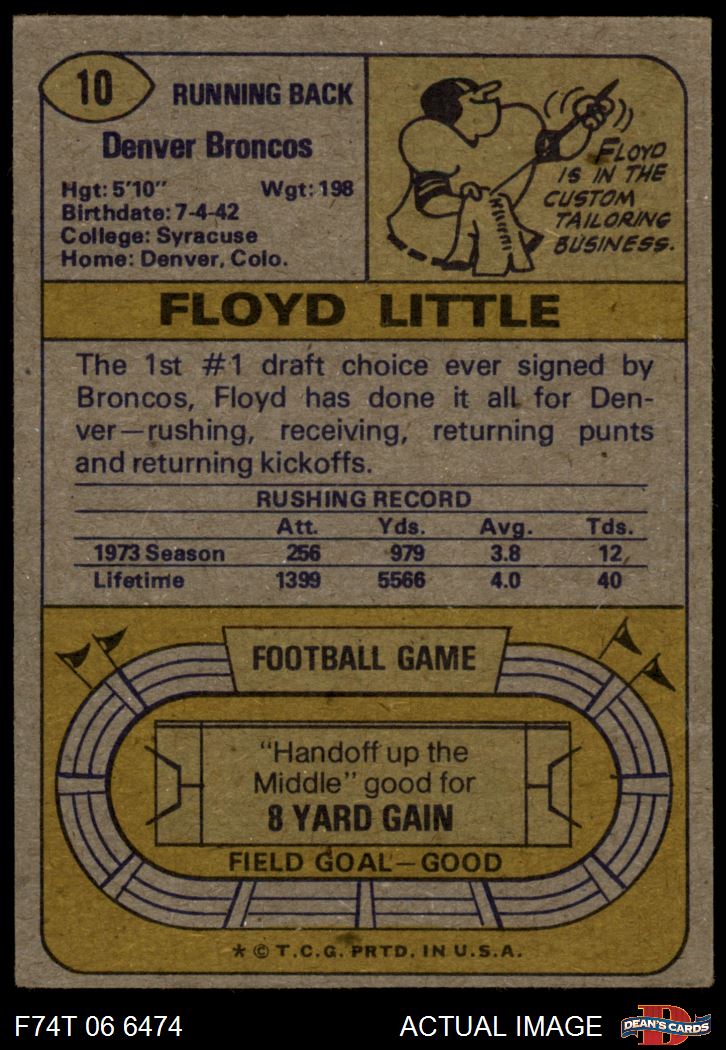 10
RUNNING BACK
Denver Broncos
Hgt: 5'10" Wgt: 198
Birthdate: 7-4-42
College: Syracuse
Home: Denver, Colo.
FLOYD
IS IN THE
CUSTOM
TAILORING
BUSINESS.
FLOYD LITTLE
The 1st #1 draft choice ever signed by
Broncos, Floyd has done it all for Den-
ver—rushing, receiving, returning punts
and returning kickoffs.
RUSHING RECORD
Att. Yds. Avg. Tds.
1973 Season 256 979 3.8 12
Lifetime 1399 5566 4.0 40
FOOTBALL GAME
"Handoff up the
Middle" good for
8 YARD GAIN
FIELD GOAL—GOOD
* © T.C.G. PRTD. IN U.S.A.
F74T 06 6474 ACTUAL IMAGE
D
DEAN'S CARDS